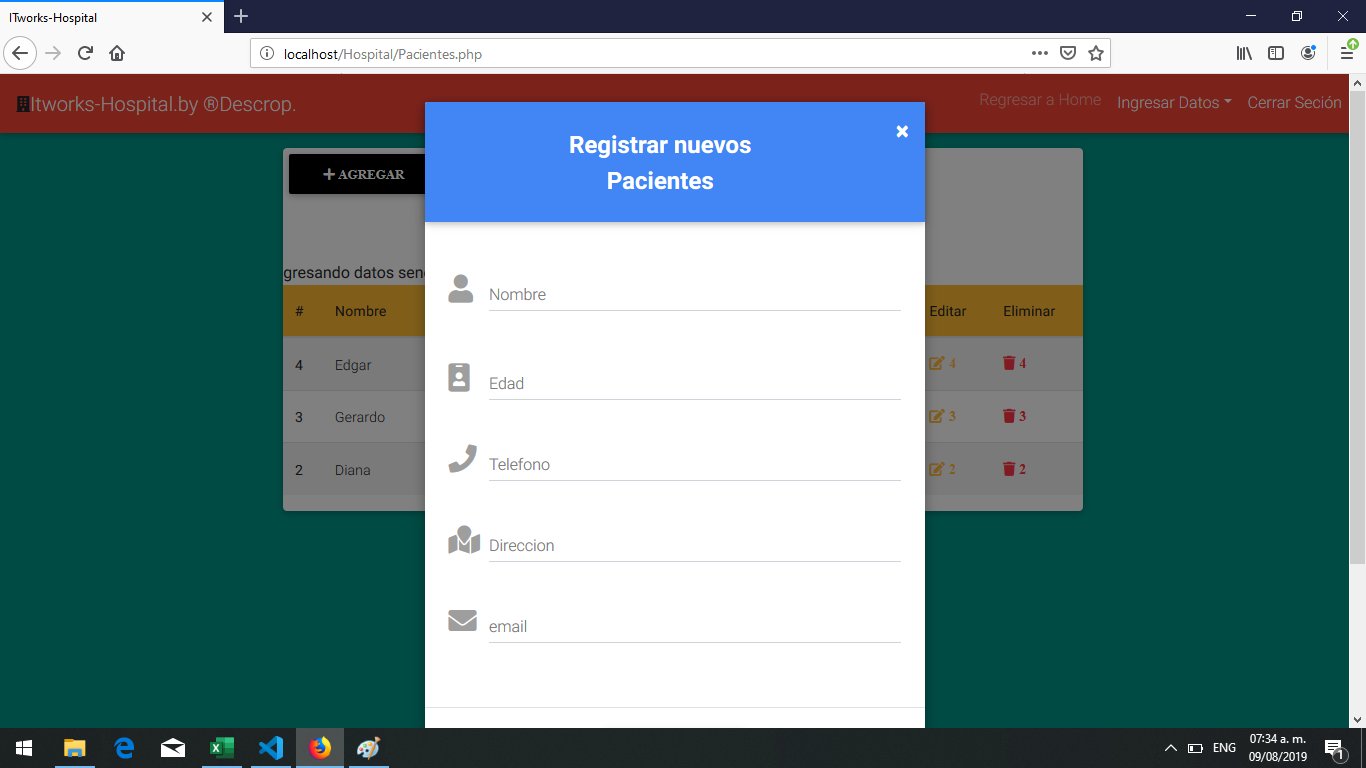 ITworks-Hospital
localhost/Hospital/Pacientes.php
Itworks-Hospital.by ®Descrop.
Regresar a Home Ingresar Datos Cerrar Seción
AGREGAR
Registrar nuevos
Pacientes
gresando datos
# Nombre Editar Eliminar
4 Edgar 4 4
3 Gerardo 3 3
2 Diana 2 2
Nombre
Edad
Telefono
Direccion
email
ENG
07:34 a. m.
09/08/2019
1